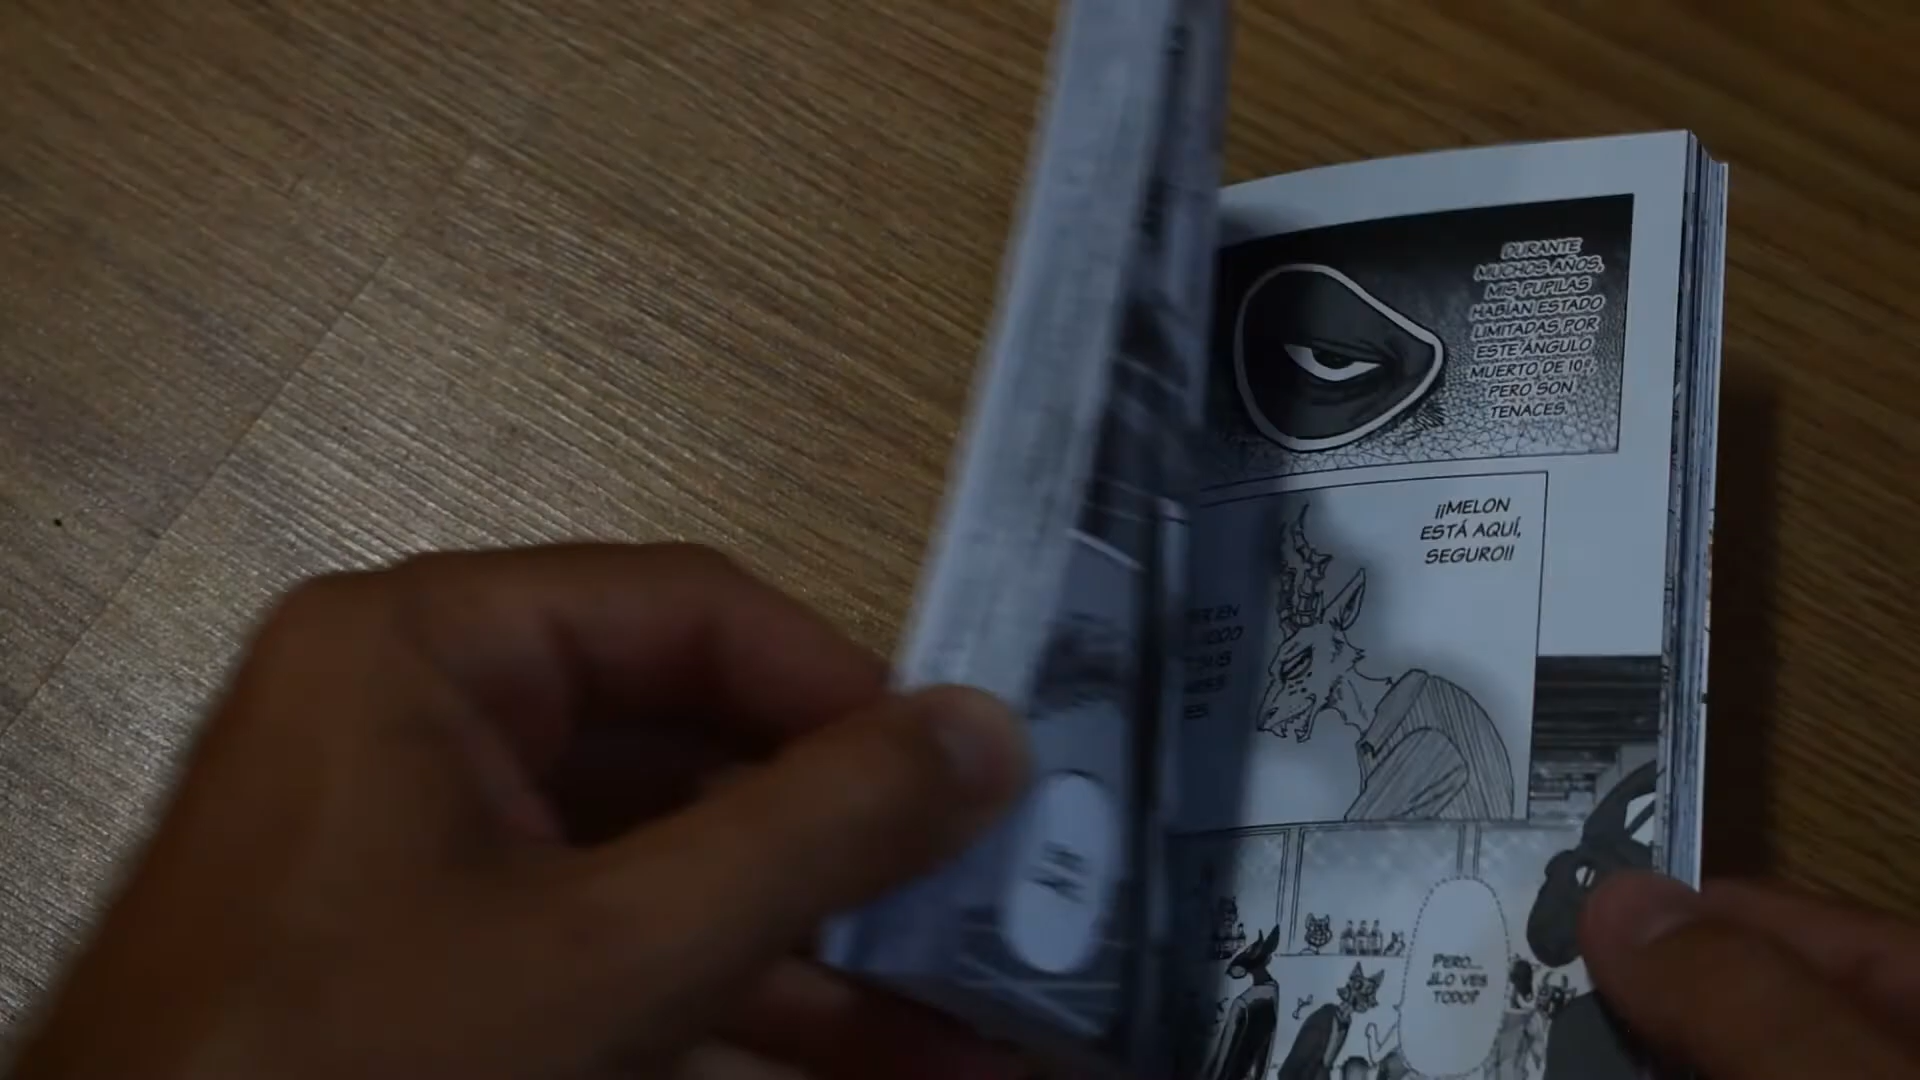 DURANTE
MUCHOS AÑOS,
MIS PUPILAS
HABÍAN ESTADO
LIMITADAS POR
ESTE ÁNGULO
MUERTO DE 10º,
PERO SON
TENACES.
¡¡MELON
ESTÁ AQUÍ,
SEGURO!!
PERO...
¿LO VES
TODO?